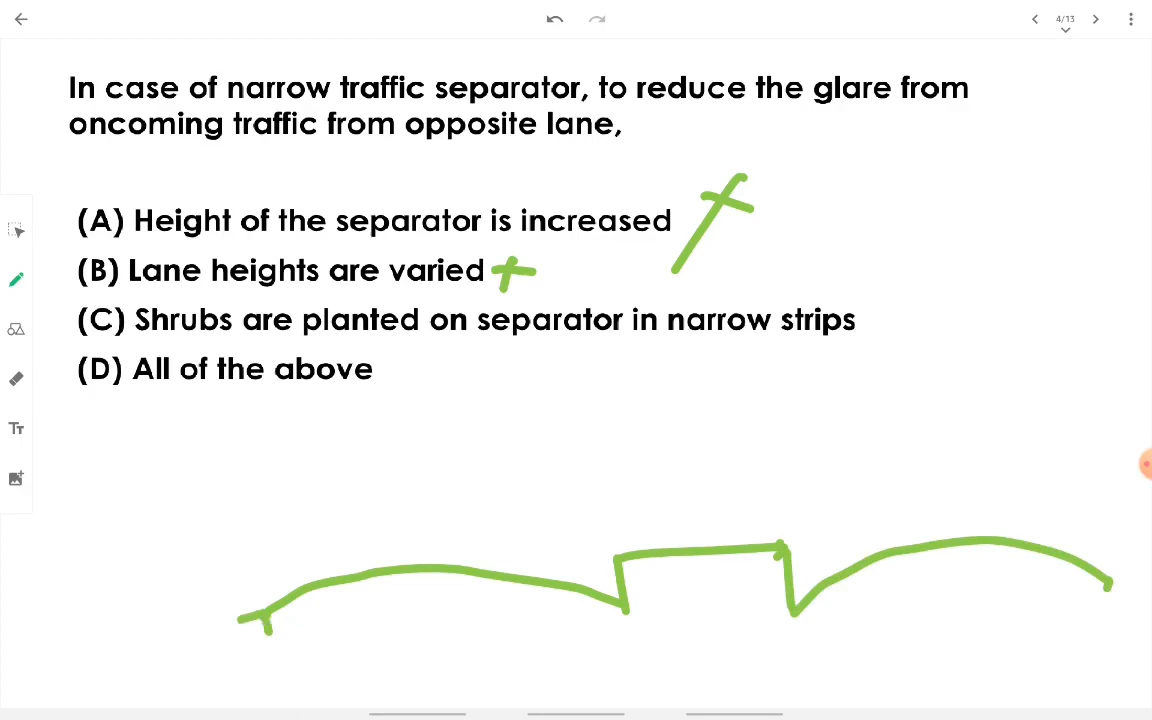 4/13
In case of narrow traffic separator, to reduce the glare from
oncoming traffic from opposite lane,
(A) Height of the separator is increased
(B) Lane heights are varied
(C) Shrubs are planted on separator in narrow strips
(D) All of the above
Tт